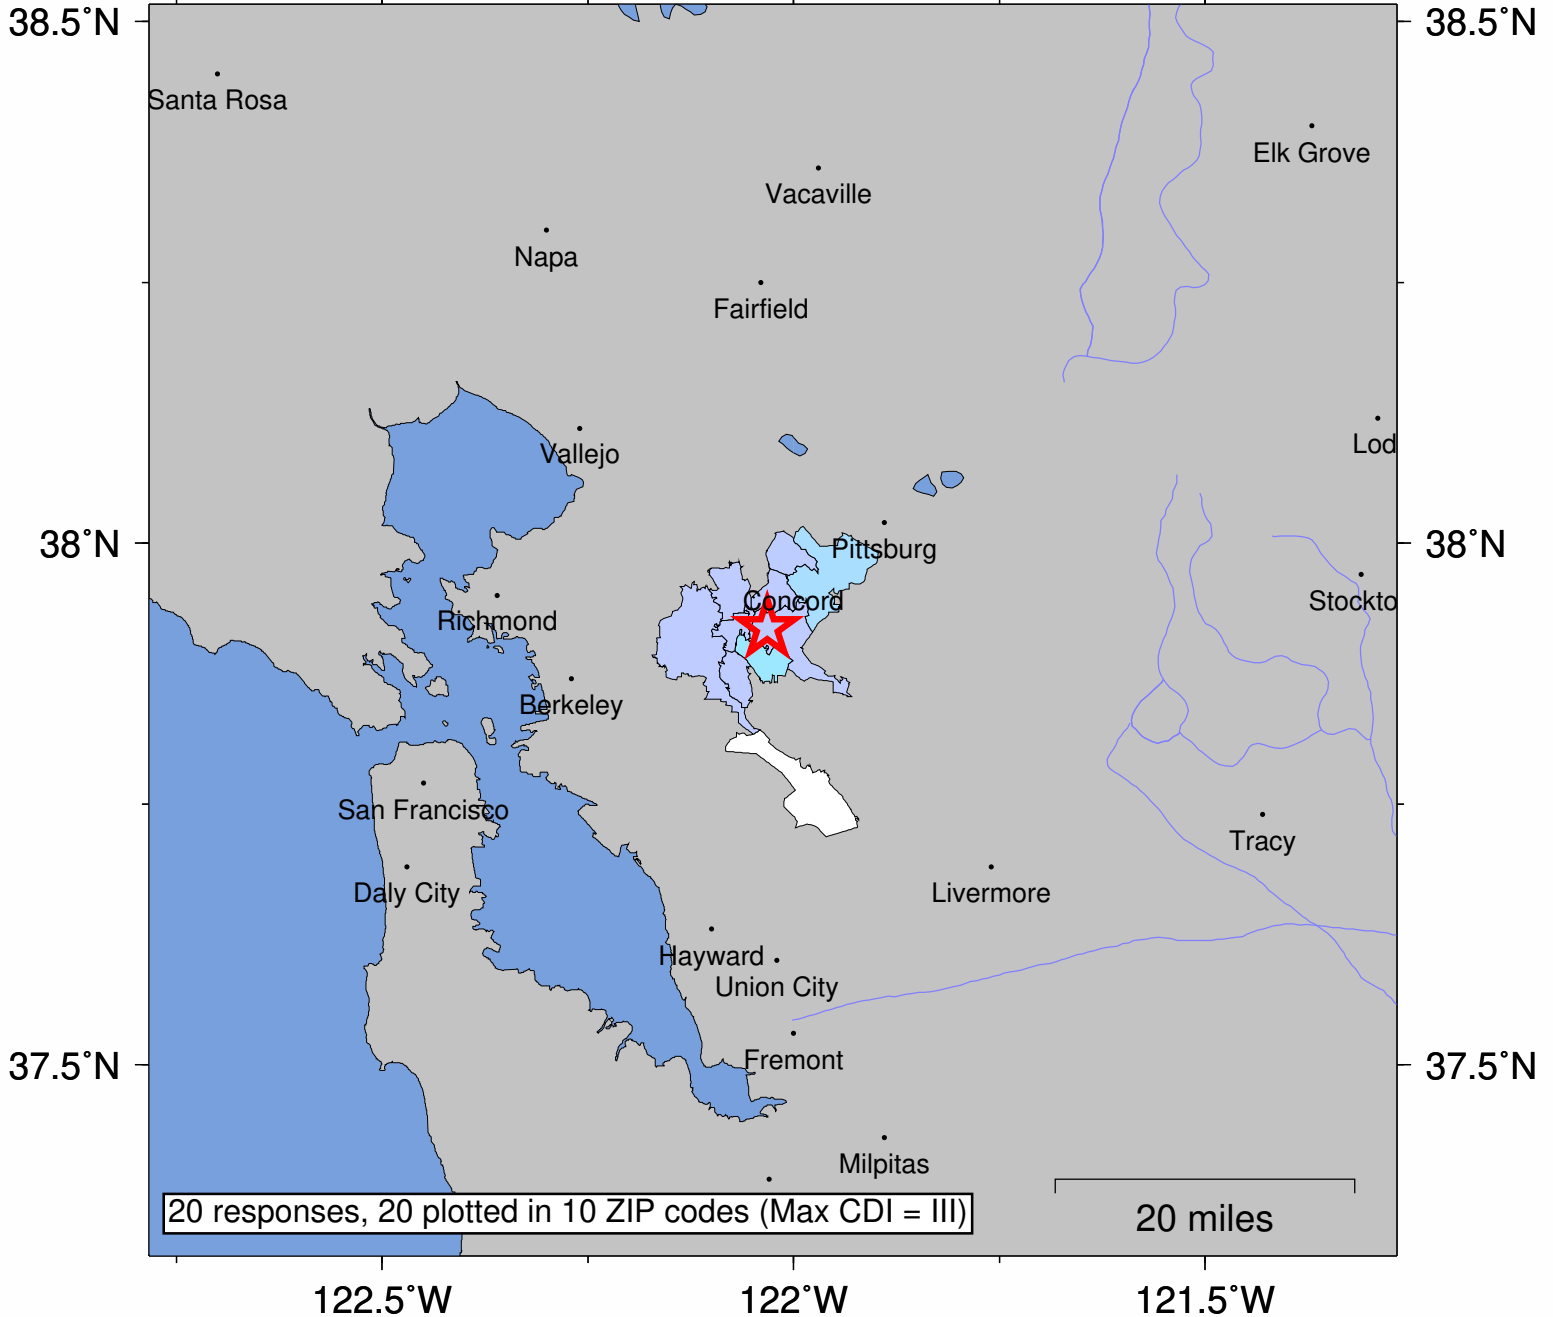 38.5˚N
38.5˚N
Santa Rosa
Elk Grove
Vacaville
Napa
Fairfield
Lod
Vallejo
38˚N
Pittsburg
38˚N
Concord
Stockto
Richmond
Berkeley
San Francisco
Tracy
Daly City
Livermore
Hayward
Union City
Fremont
37.5˚N
37.5˚N
Milpitas
20 responses, 20 plotted in 10 ZIP codes (Max CDI = III)
20 miles
122.5˚W
122˚W
121.5˚W